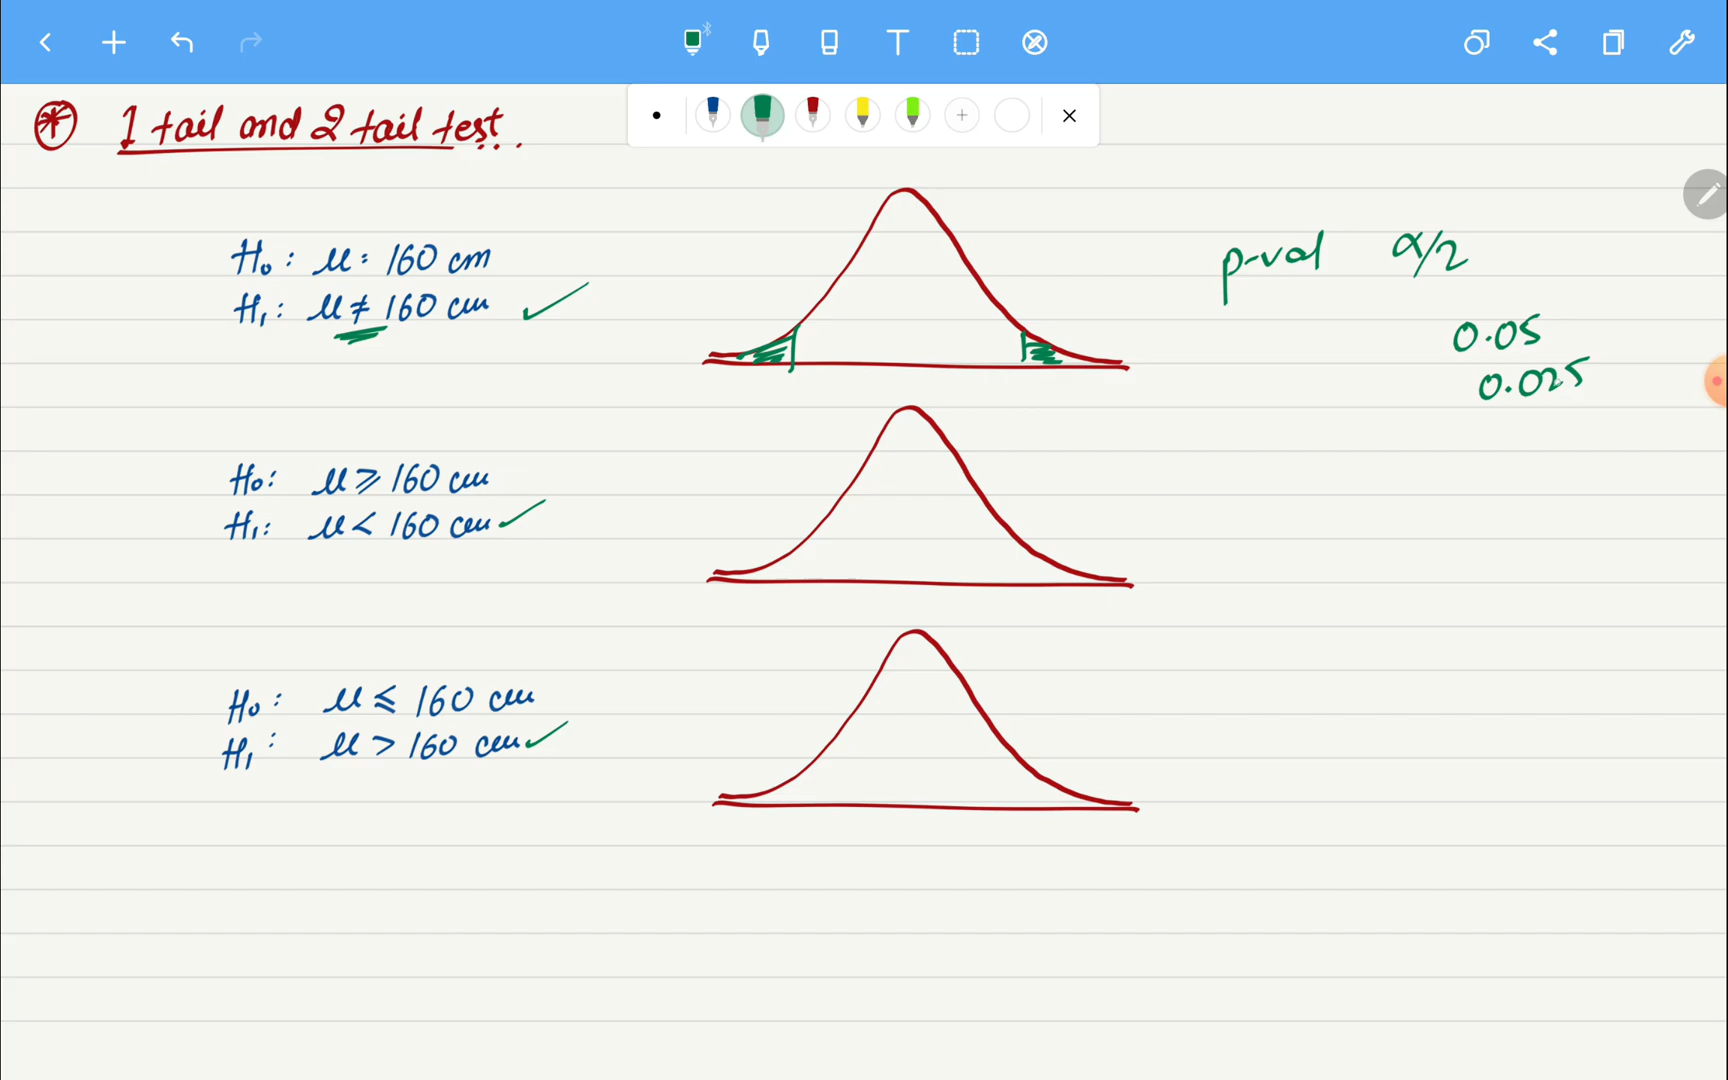 1 tail and 2 tail test...
H₀: μ = 160 cm
H₁: μ ≠ 160 cm
p-val α/2
0.05
0.025
H₀: μ ⩾ 160 cm
H₁: μ < 160 cm
H₀: μ ⩽ 160 cm
H₁: μ > 160 cm